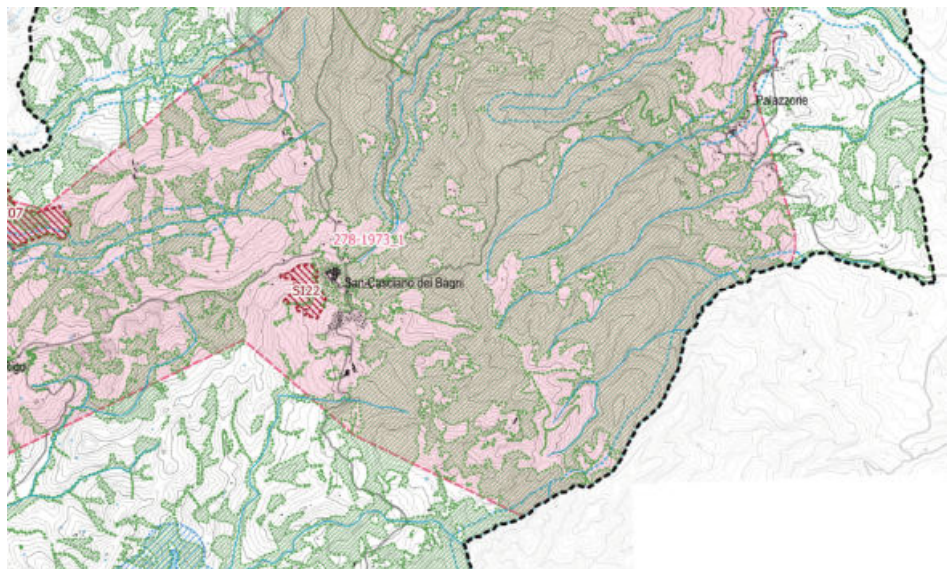 Palazzone
07
278-1973_1
San Casciano dei Bagni
S122
ogo